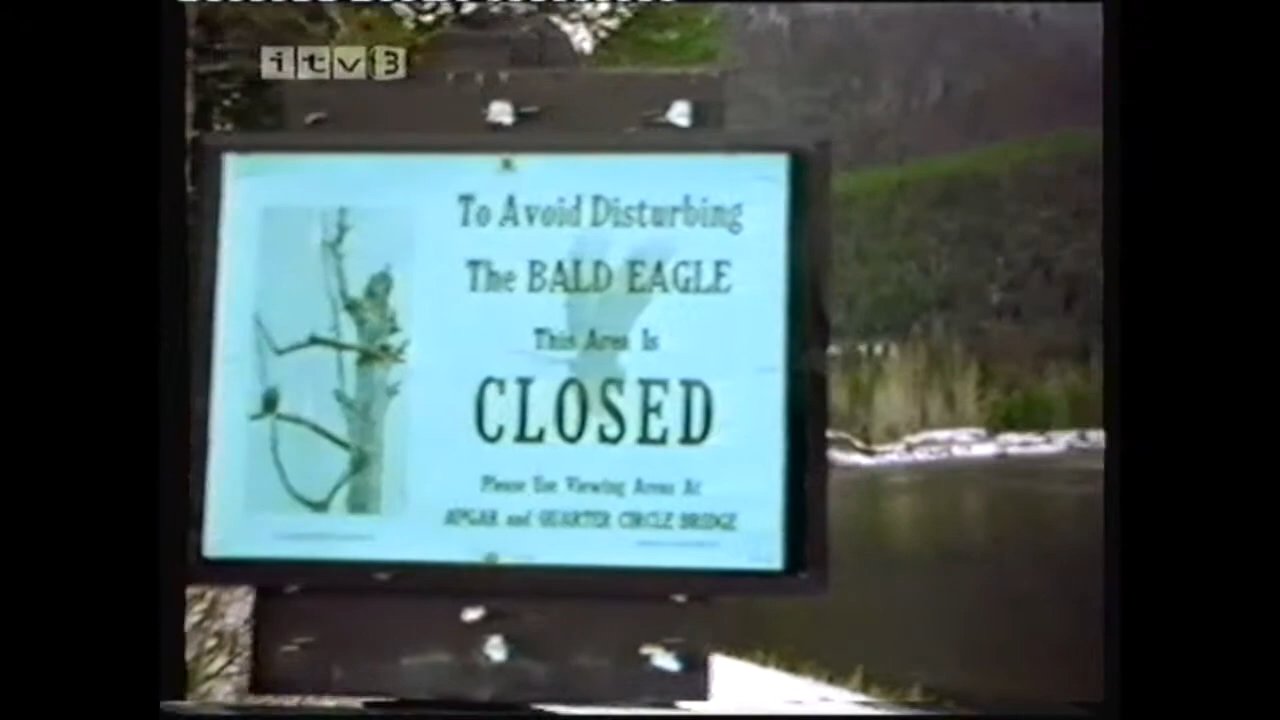 itv3
To Avoid Disturbing
The BALD EAGLE
This Area Is
CLOSED
Please Use Viewing Areas At
APGAR and QUARTER CIRCLE BRIDGE